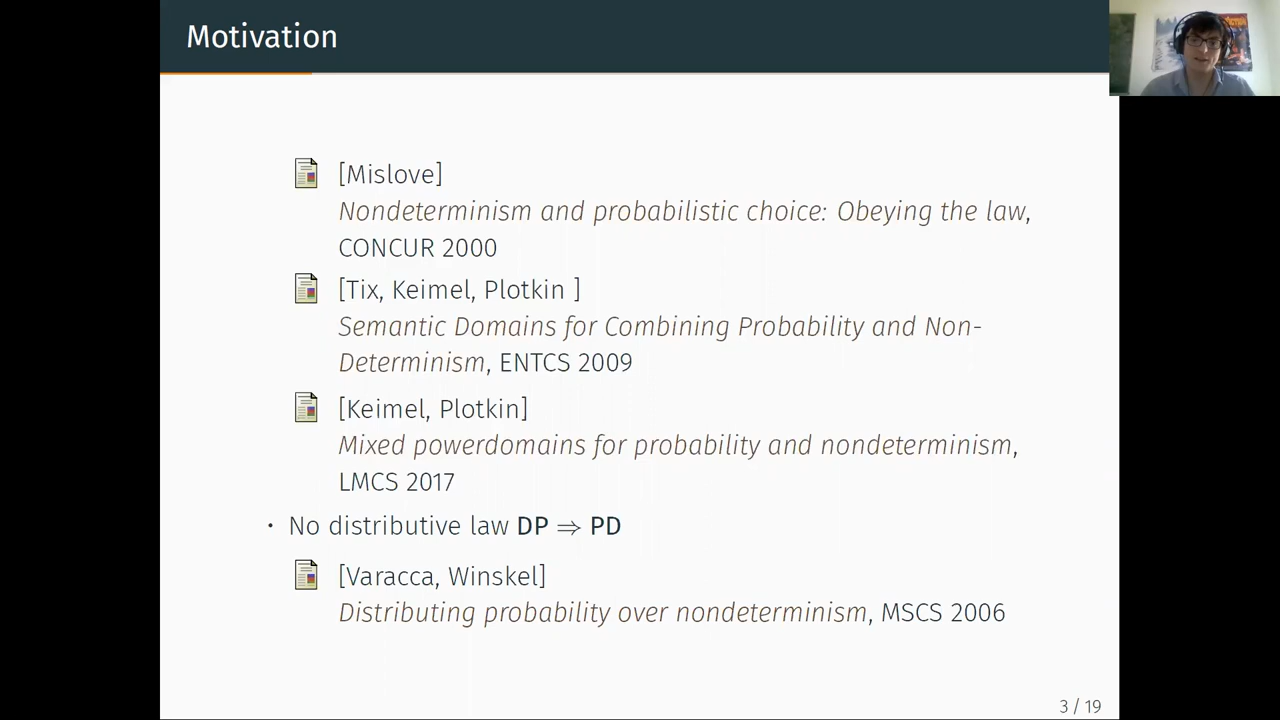 Motivation
[Mislove]
Nondeterminism and probabilistic choice: Obeying the law,
CONCUR 2000
[Tix, Keimel, Plotkin ]
Semantic Domains for Combining Probability and Non-
Determinism, ENTCS 2009
[Keimel, Plotkin]
Mixed powerdomains for probability and nondeterminism,
LMCS 2017
• No distributive law DP ⇒ PD
[Varacca, Winskel]
Distributing probability over nondeterminism, MSCS 2006
3 / 19